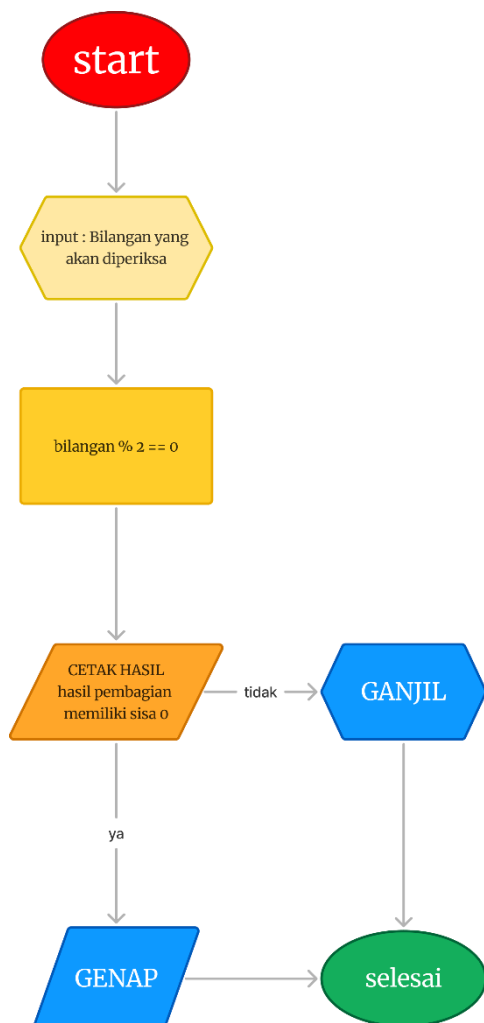 start
input : Bilangan yang
akan diperiksa
bilangan % 2 == 0
CETAK HASIL
hasil pembagian
memiliki sisa 0
tidak
GANJIL
ya
GENAP
selesai